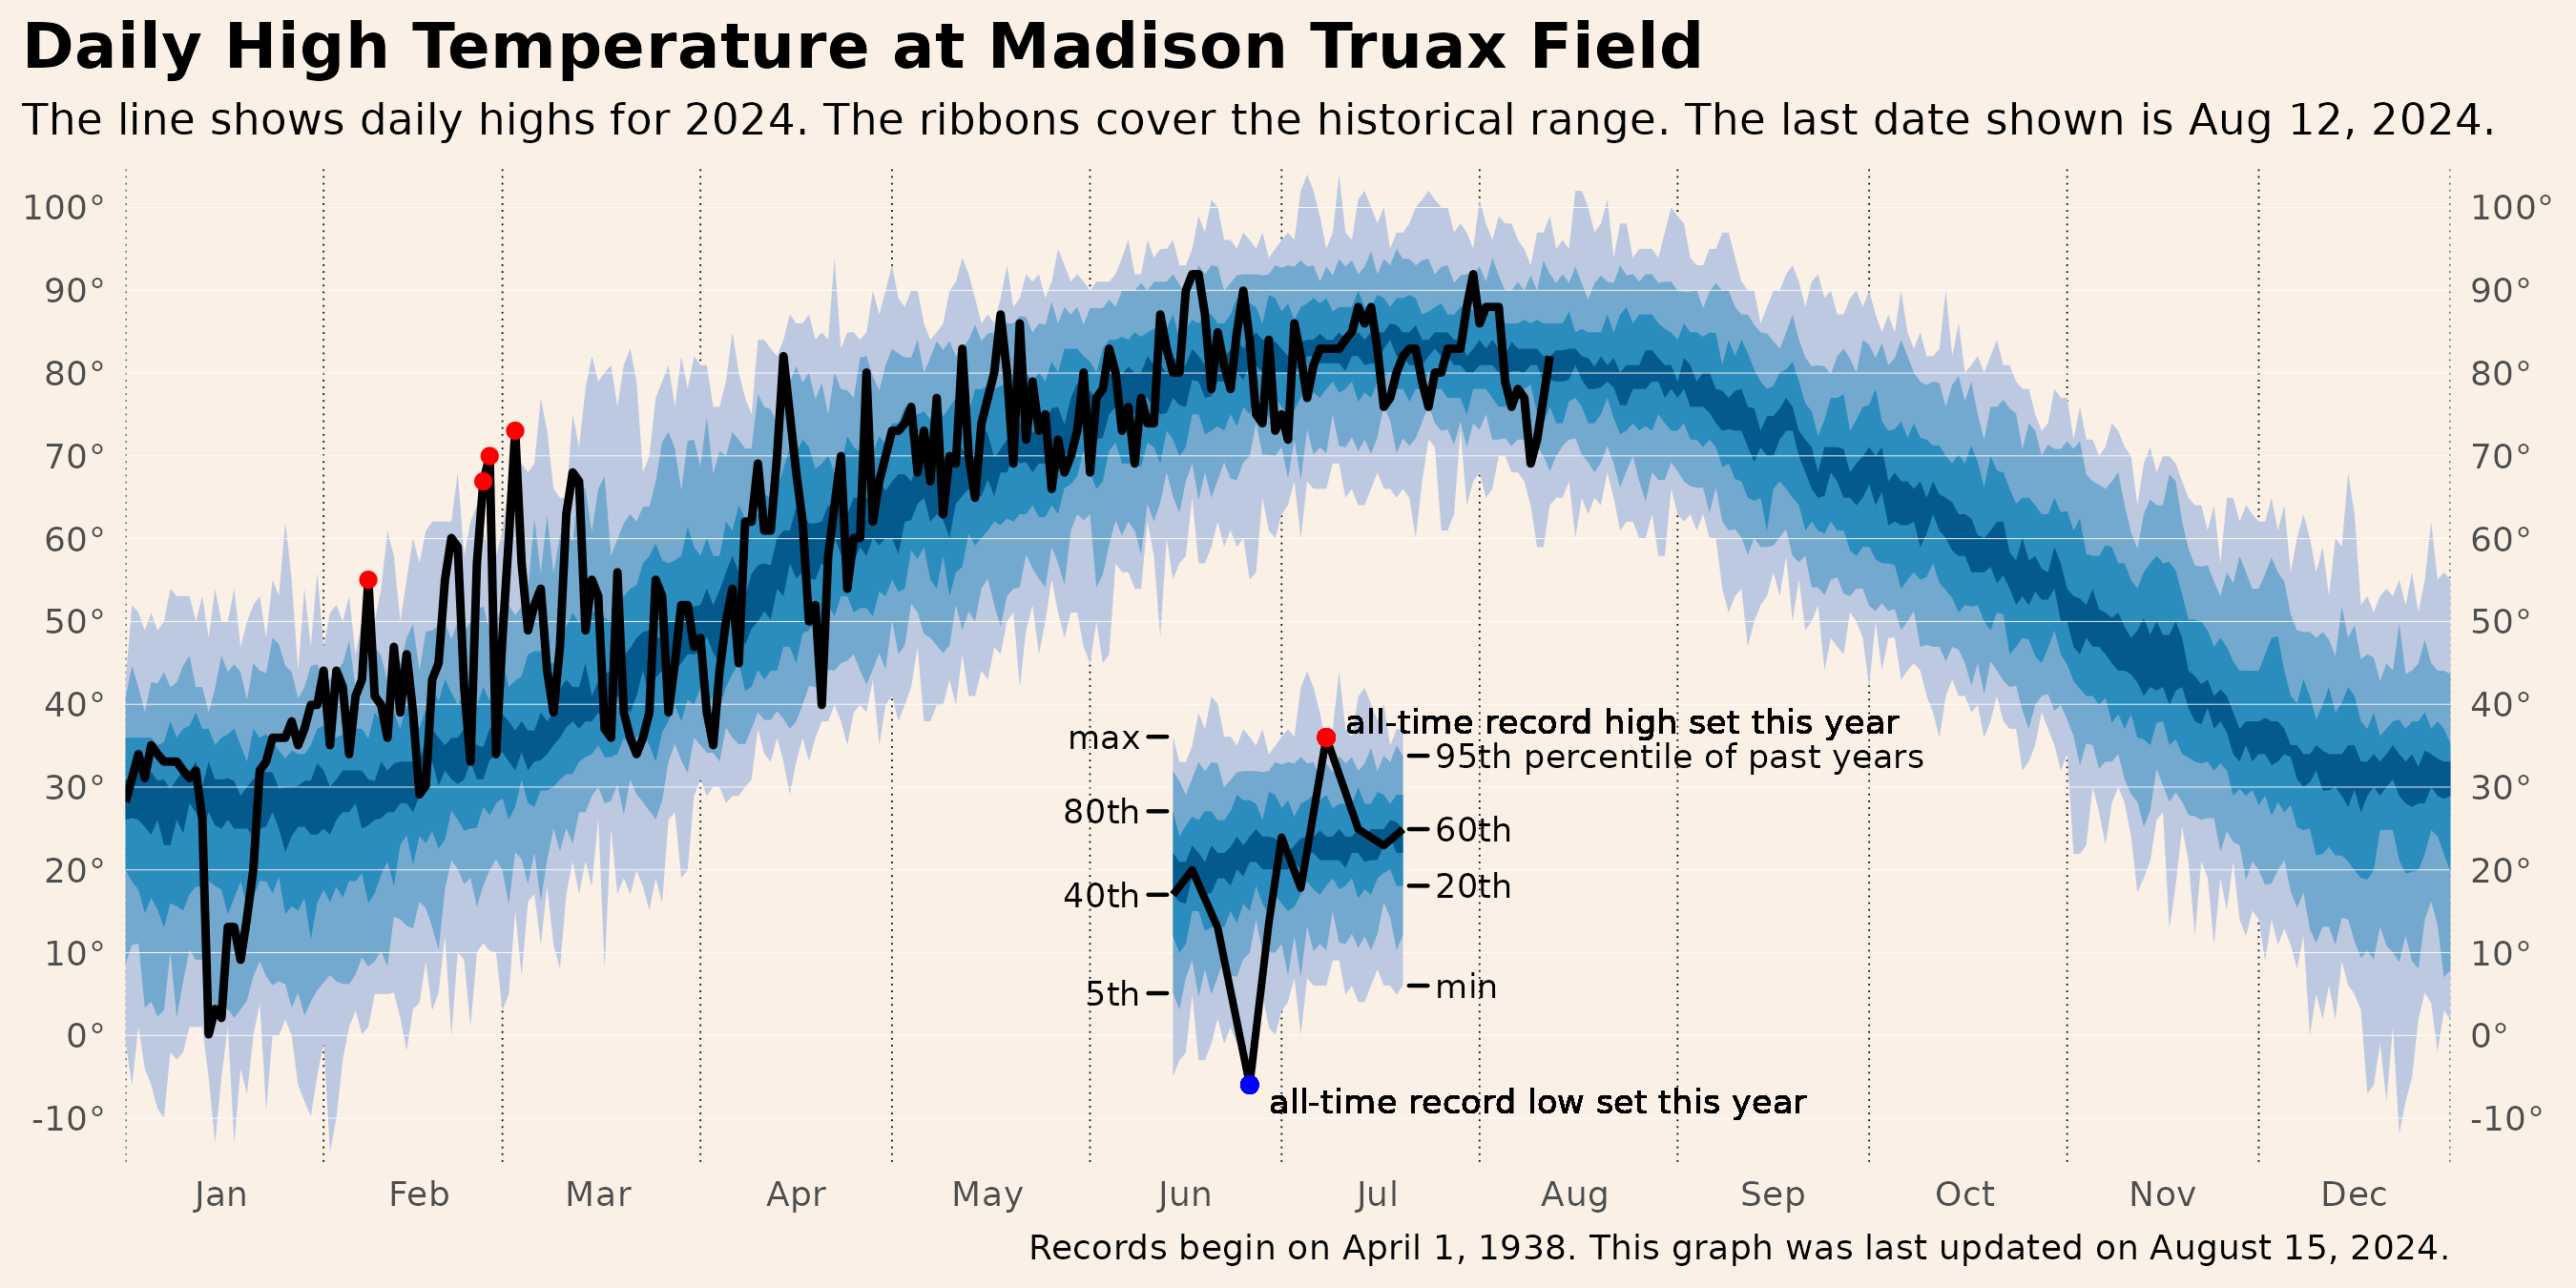 Daily High Temperature at Madison Truax Field
The line shows daily highs for 2024. The ribbons cover the historical range. The last date shown is Aug 12, 2024.
100° 100°
90° 90°
80° 80°
70° 70°
60° 60°
50° 50°
40° 40°
30° 30°
20° 20°
10° 10°
0° 0°
-10° -10°
all-time record high set this year
max
95th percentile of past years
80th
60th
20th
40th
min
5th
all-time record low set this year
Jan Feb Mar Apr May Jun Jul Aug Sep Oct Nov Dec
Records begin on April 1, 1938. This graph was last updated on August 15, 2024.